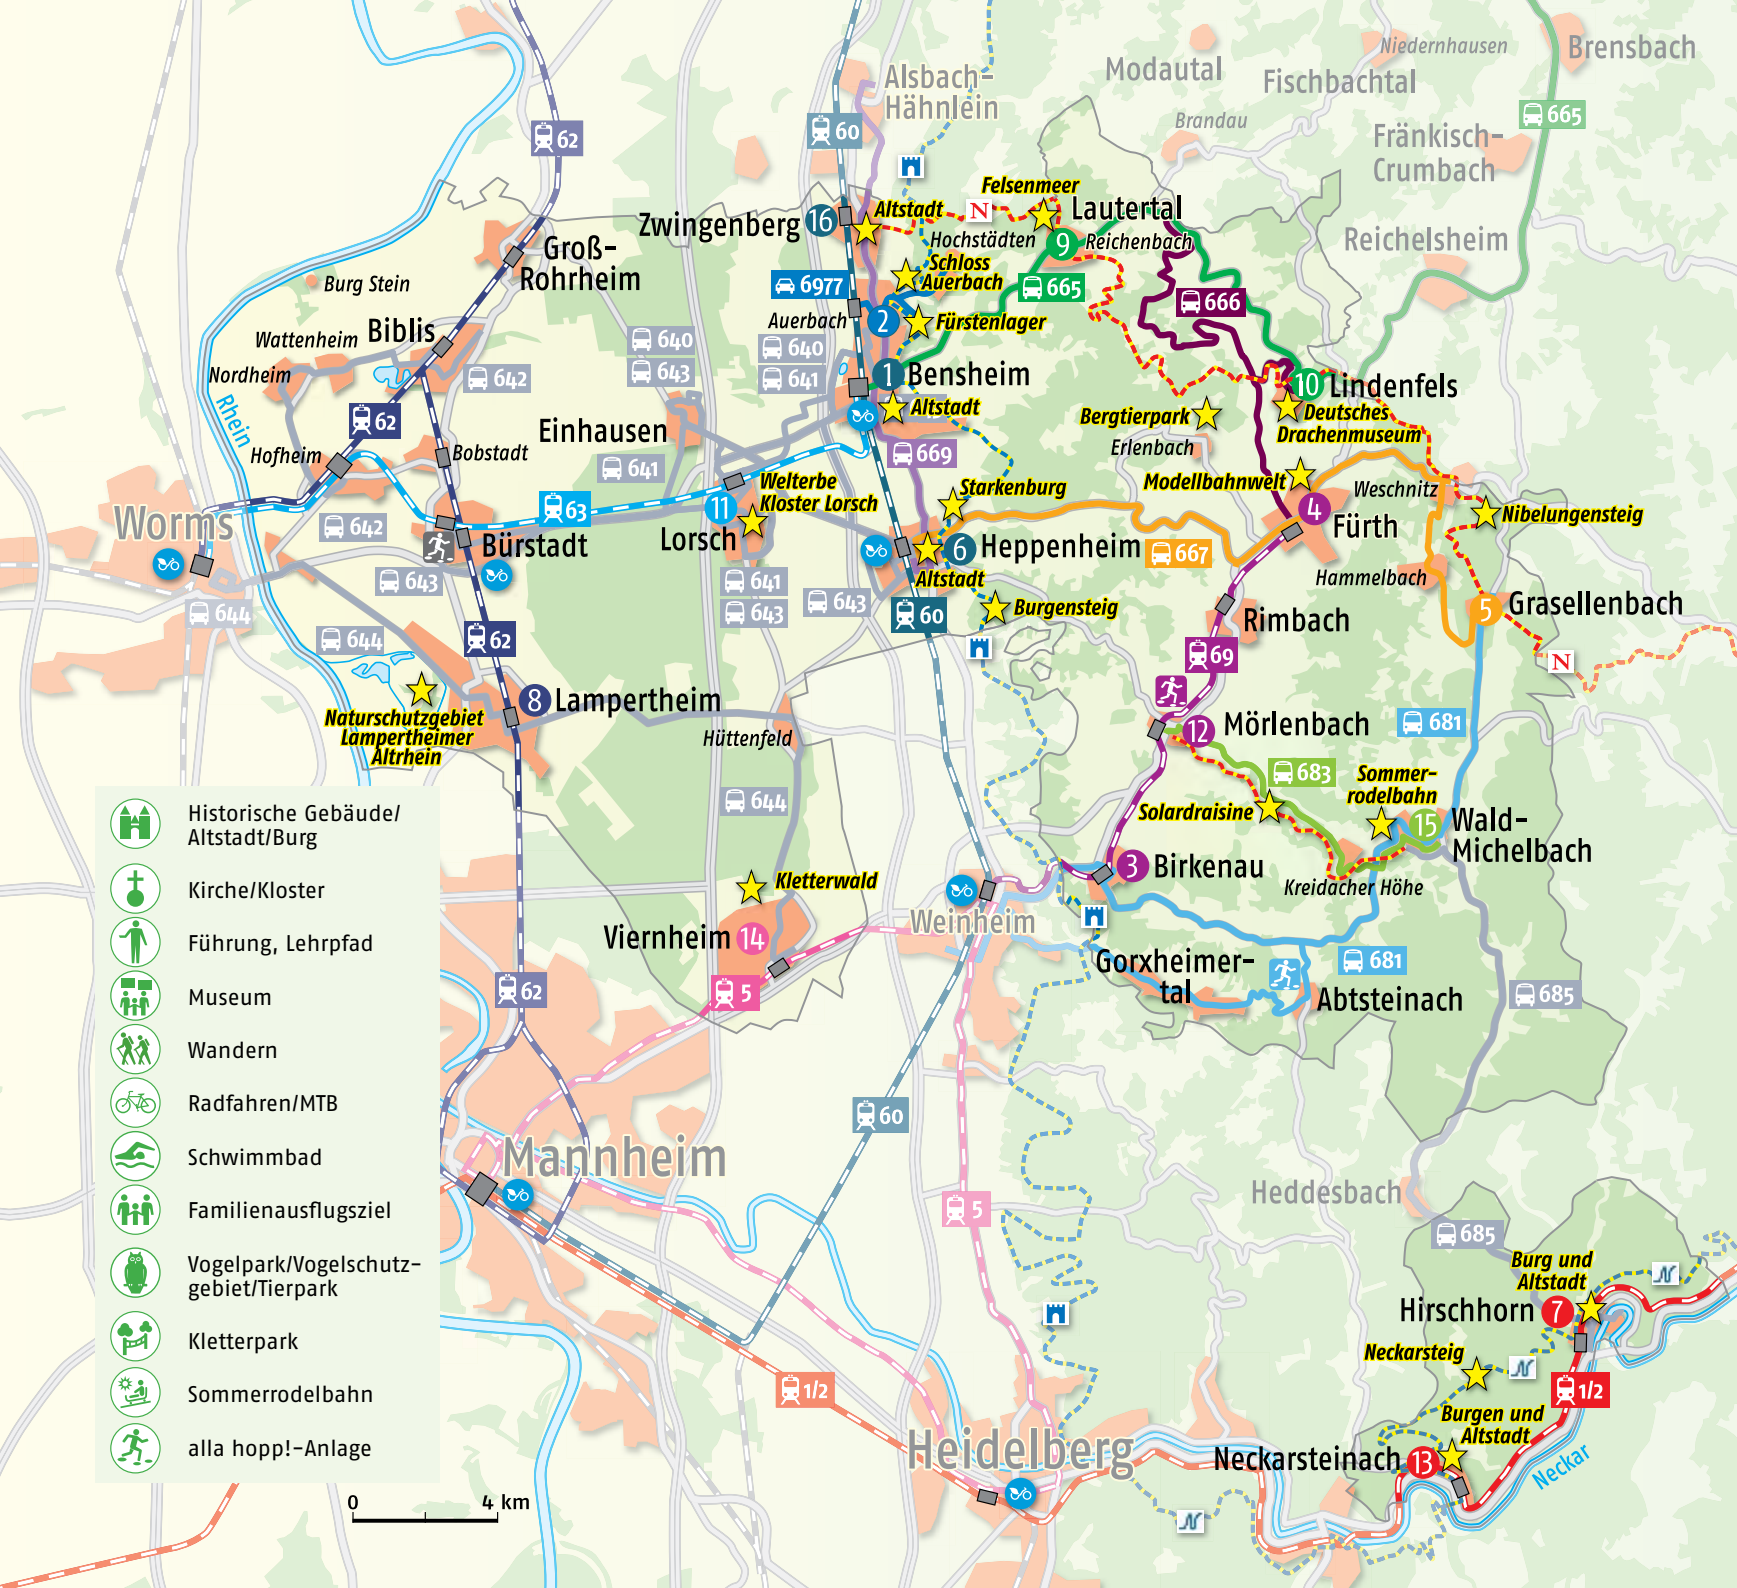 Niedernhausen
Brensbach
Modautal
Fischbachtal
Alsbach-
Hähnlein
Brandau
Fränkisch-
Crumbach
665
62
60
Felsenmeer
Altstadt
N
Lautertal
Zwingenberg 16
Hochstädten
9
Reichenbach
Reichelsheim
Groß-
Rohrheim
Schloss
Auerbach
6977
665
666
Burg Stein
Auerbach
2
Fürstenlager
Wattenheim
Biblis
640
643
640
641
Nordheim
642
1
Bensheim
10
Lindenfels
Rhein
62
Altstadt
Bergtierpark
Deutsches
Drachenmuseum
Einhausen
Erlenbach
Hofheim
Bobstadt
641
669
Welterbe
Kloster Lorsch
Modellbahnwelt
Starkenburg
Weschnitz
63
11
4
Fürth
Nibelungensteig
Worms
642
Bürstadt
Lorsch
6
Heppenheim
667
643
641
643
643
Altstadt
Hammelbach
644
Burgensteig
60
5
Grasellenbach
644
62
Rimbach
69
N
8
Lampertheim
Naturschutzgebiet
Lampertheimer
Altrhein
Hüttenfeld
12
Mörlenbach
681
683
Sommer-
rodelbahn
644
Solardraisine
15
Wald-
Michelbach
Historische Gebäude/
Altstadt/Burg
Kletterwald
3
Birkenau
Kreidacher Höhe
Kirche/Kloster
Weinheim
Viernheim 14
Führung, Lehrpfad
Gorxheimer-
tal
681
62
5
Abtsteinach
685
Museum
Wandern
Radfahren/MTB
60
Schwimmbad
Mannheim
Familienausflugsziel
Heddesbach
5
685
Vogelpark/Vogelschutz-
gebiet/Tierpark
Burg und
Altstadt
Hirschhorn 7
Kletterpark
Neckarsteig
Sommerrodelbahn
1/2
1/2
Burgen und
Altstadt
alla hopp!-Anlage
Heidelberg
Neckarsteinach 13
Neckar
0 4 km